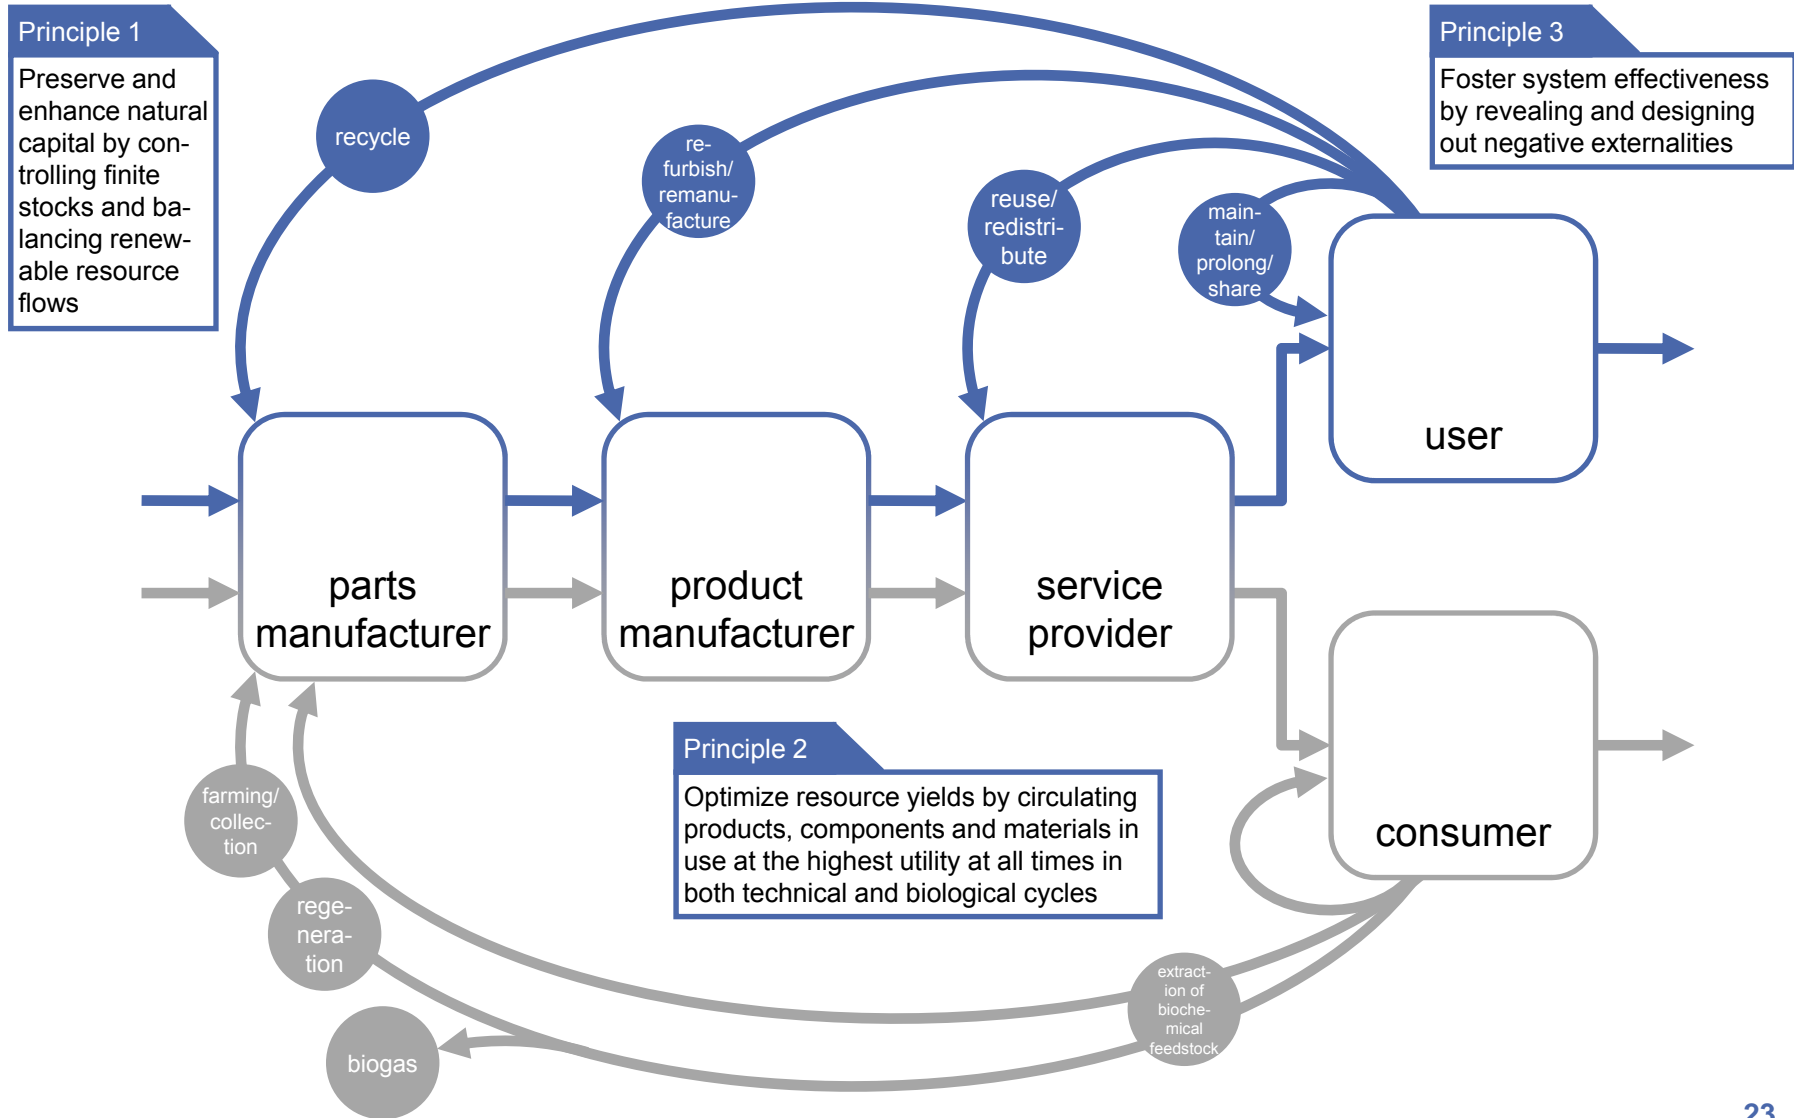 Principle 1
Preserve and
enhance natural
capital by con-
trolling finite
stocks and ba-
lancing renew-
able resource
flows
Principle 3
Foster system effectiveness
by revealing and designing
out negative externalities
recycle
re-
furbish/
remanu-
facture
reuse/
redistri-
bute
main-
tain/
prolong/
share
user
parts
manufacturer
product
manufacturer
service
provider
consumer
Principle 2
Optimize resource yields by circulating
products, components and materials in
use at the highest utility at all times in
both technical and biological cycles
farming/
collec-
tion
rege-
nera-
tion
biogas
extract-
ion of
bioche-
mical
feedstock
23